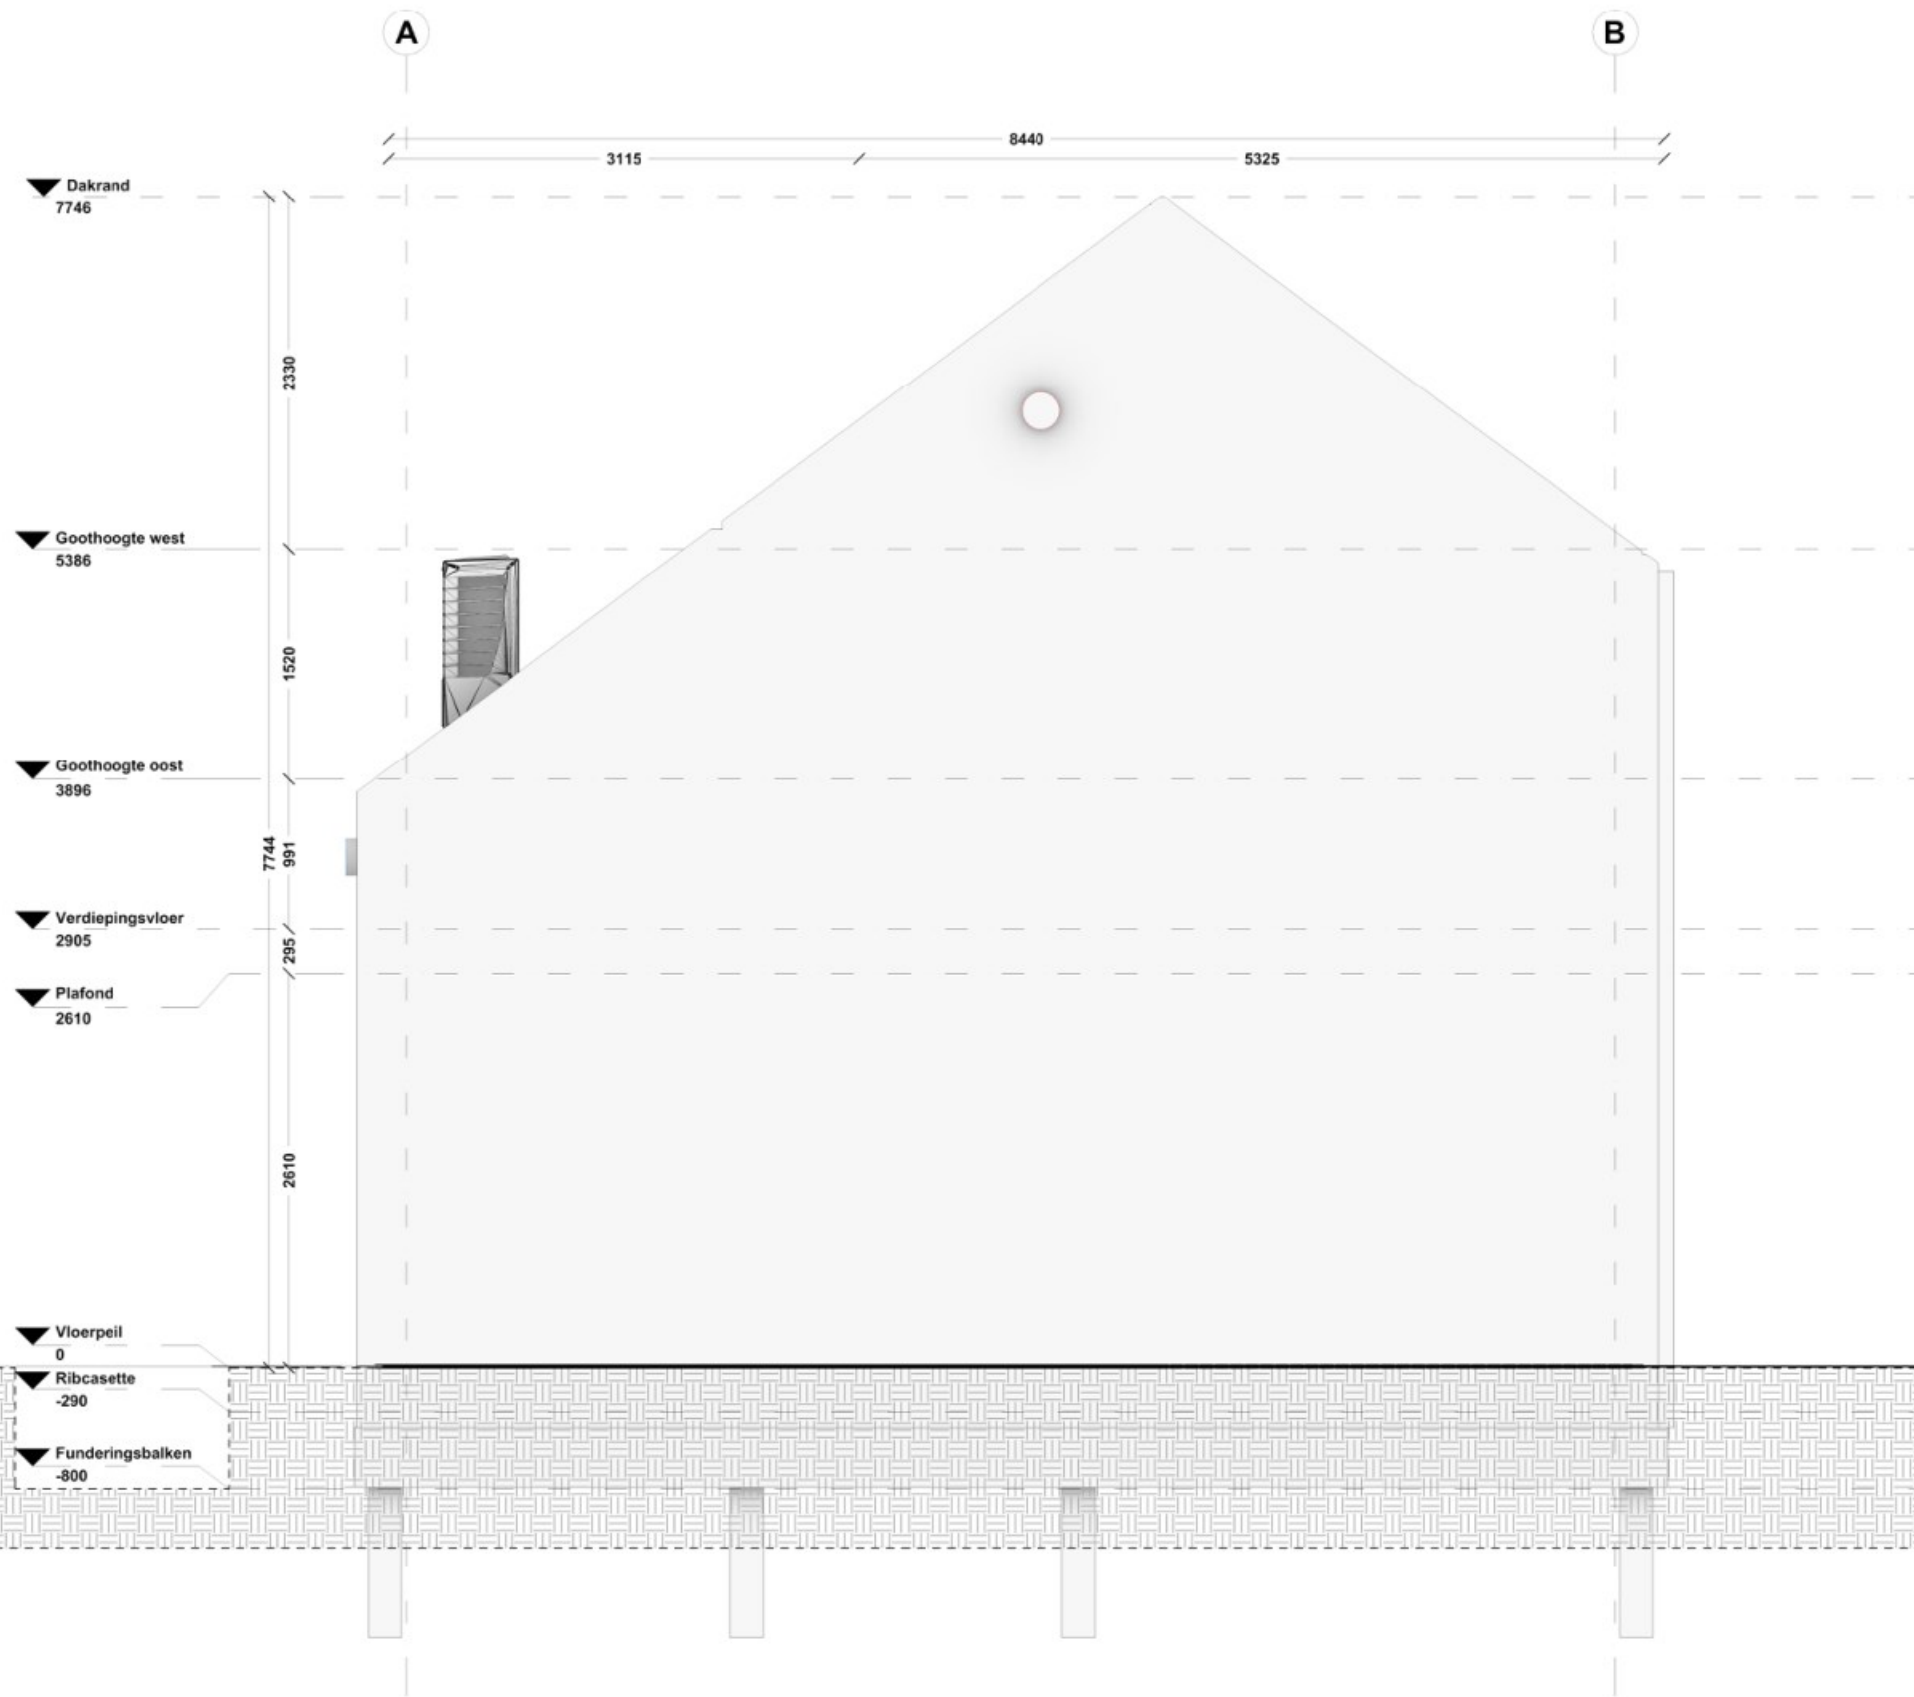 A
B
8440
3115
5325
Dakrand
7746
2330
Goothoogte west
5386
1520
Goothoogte oost
3896
7744
991
Verdiepingsvloer
2905
295
Plafond
2610
2610
Vloerpeil
0
Ribcasette
-290
Funderingsbalken
-800